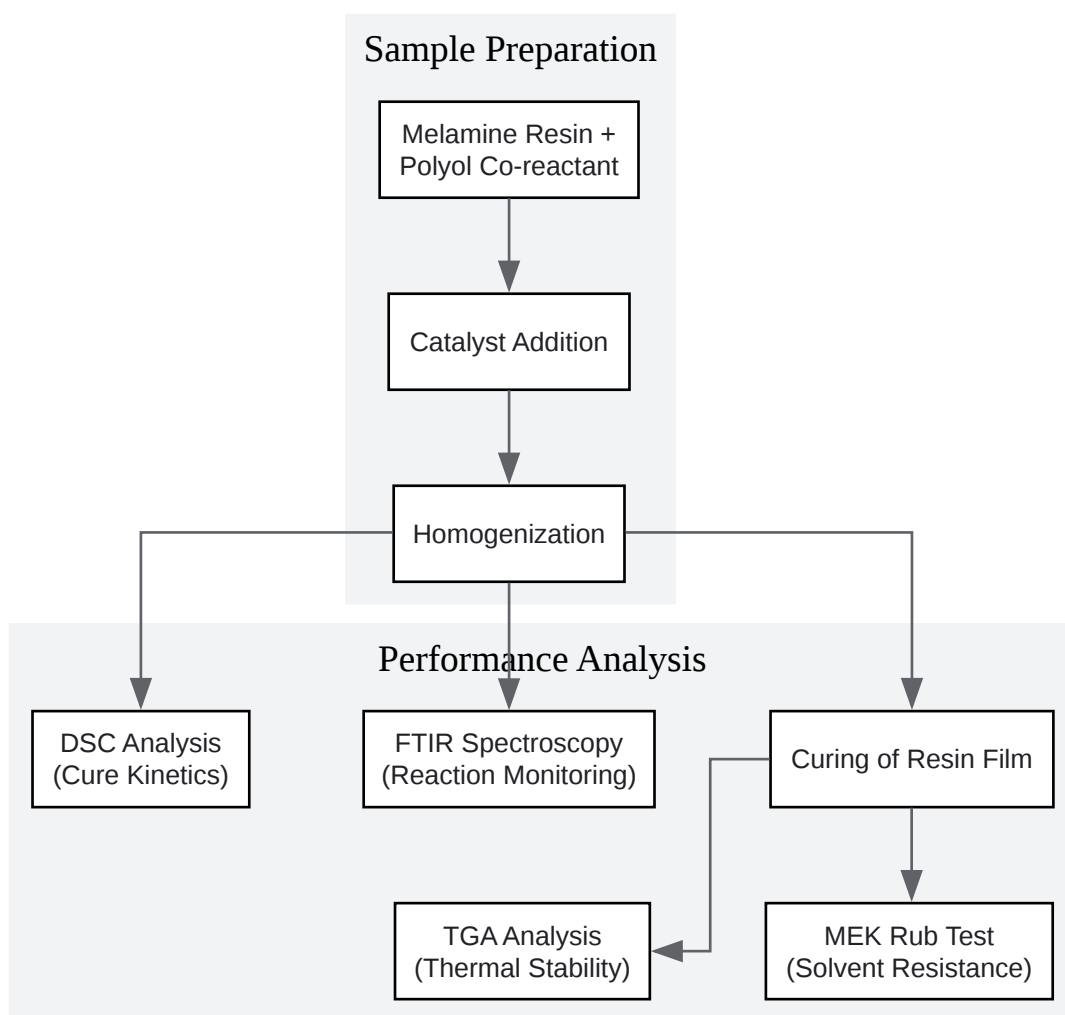 Sample Preparation
Melamine Resin +
Polyol Co-reactant
Catalyst Addition
Homogenization
Performance Analysis
DSC Analysis
(Cure Kinetics)
FTIR Spectroscopy
(Reaction Monitoring)
Curing of Resin Film
TGA Analysis
(Thermal Stability)
MEK Rub Test
(Solvent Resistance)